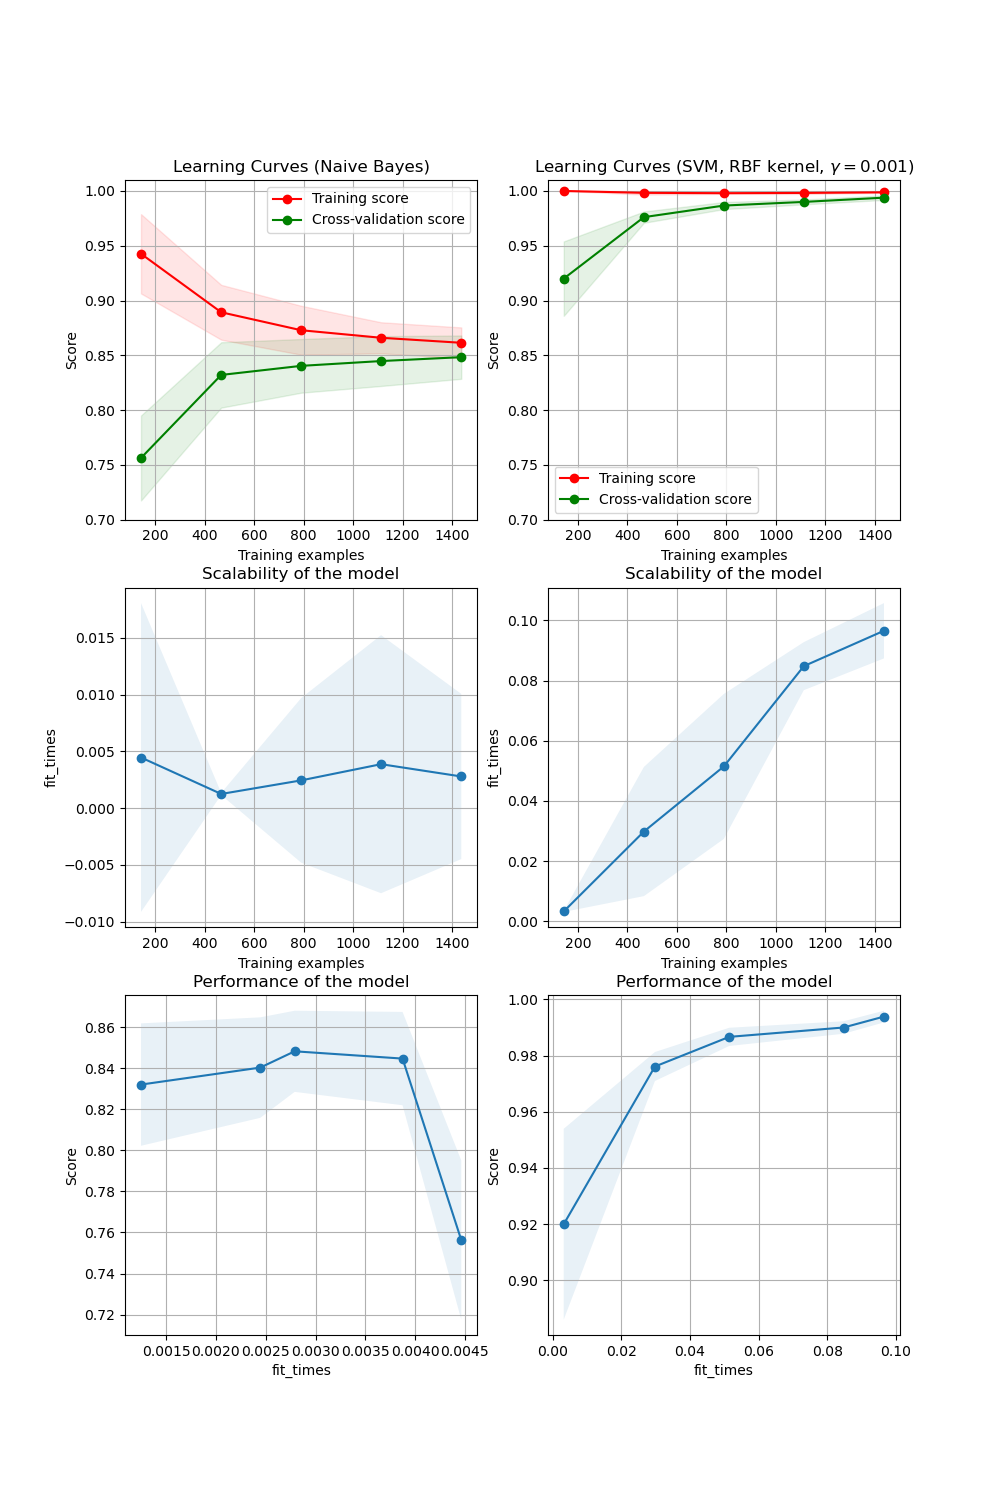 Learning Curves (Naive Bayes)
1.00
0.95
0.90
0.85
0.80
0.75
0.70
Score
Training score
Cross-validation score
200 400 600 800 1000 1200 1400
Training examples
Learning Curves (SVM, RBF kernel, γ = 0.001)
1.00
0.95
0.90
0.85
0.80
0.75
0.70
Score
Training score
Cross-validation score
200 400 600 800 1000 1200 1400
Training examples
Scalability of the model
0.015
0.010
0.005
0.000
−0.005
−0.010
fit_times
200 400 600 800 1000 1200 1400
Training examples
Scalability of the model
0.10
0.08
0.06
0.04
0.02
0.00
fit_times
200 400 600 800 1000 1200 1400
Training examples
Performance of the model
0.86
0.84
0.82
0.80
0.78
0.76
0.74
0.72
Score
0.0015 0.0020 0.0025 0.0030 0.0035 0.0040 0.0045
fit_times
Performance of the model
1.00
0.98
0.96
0.94
0.92
0.90
Score
0.00 0.02 0.04 0.06 0.08 0.10
fit_times